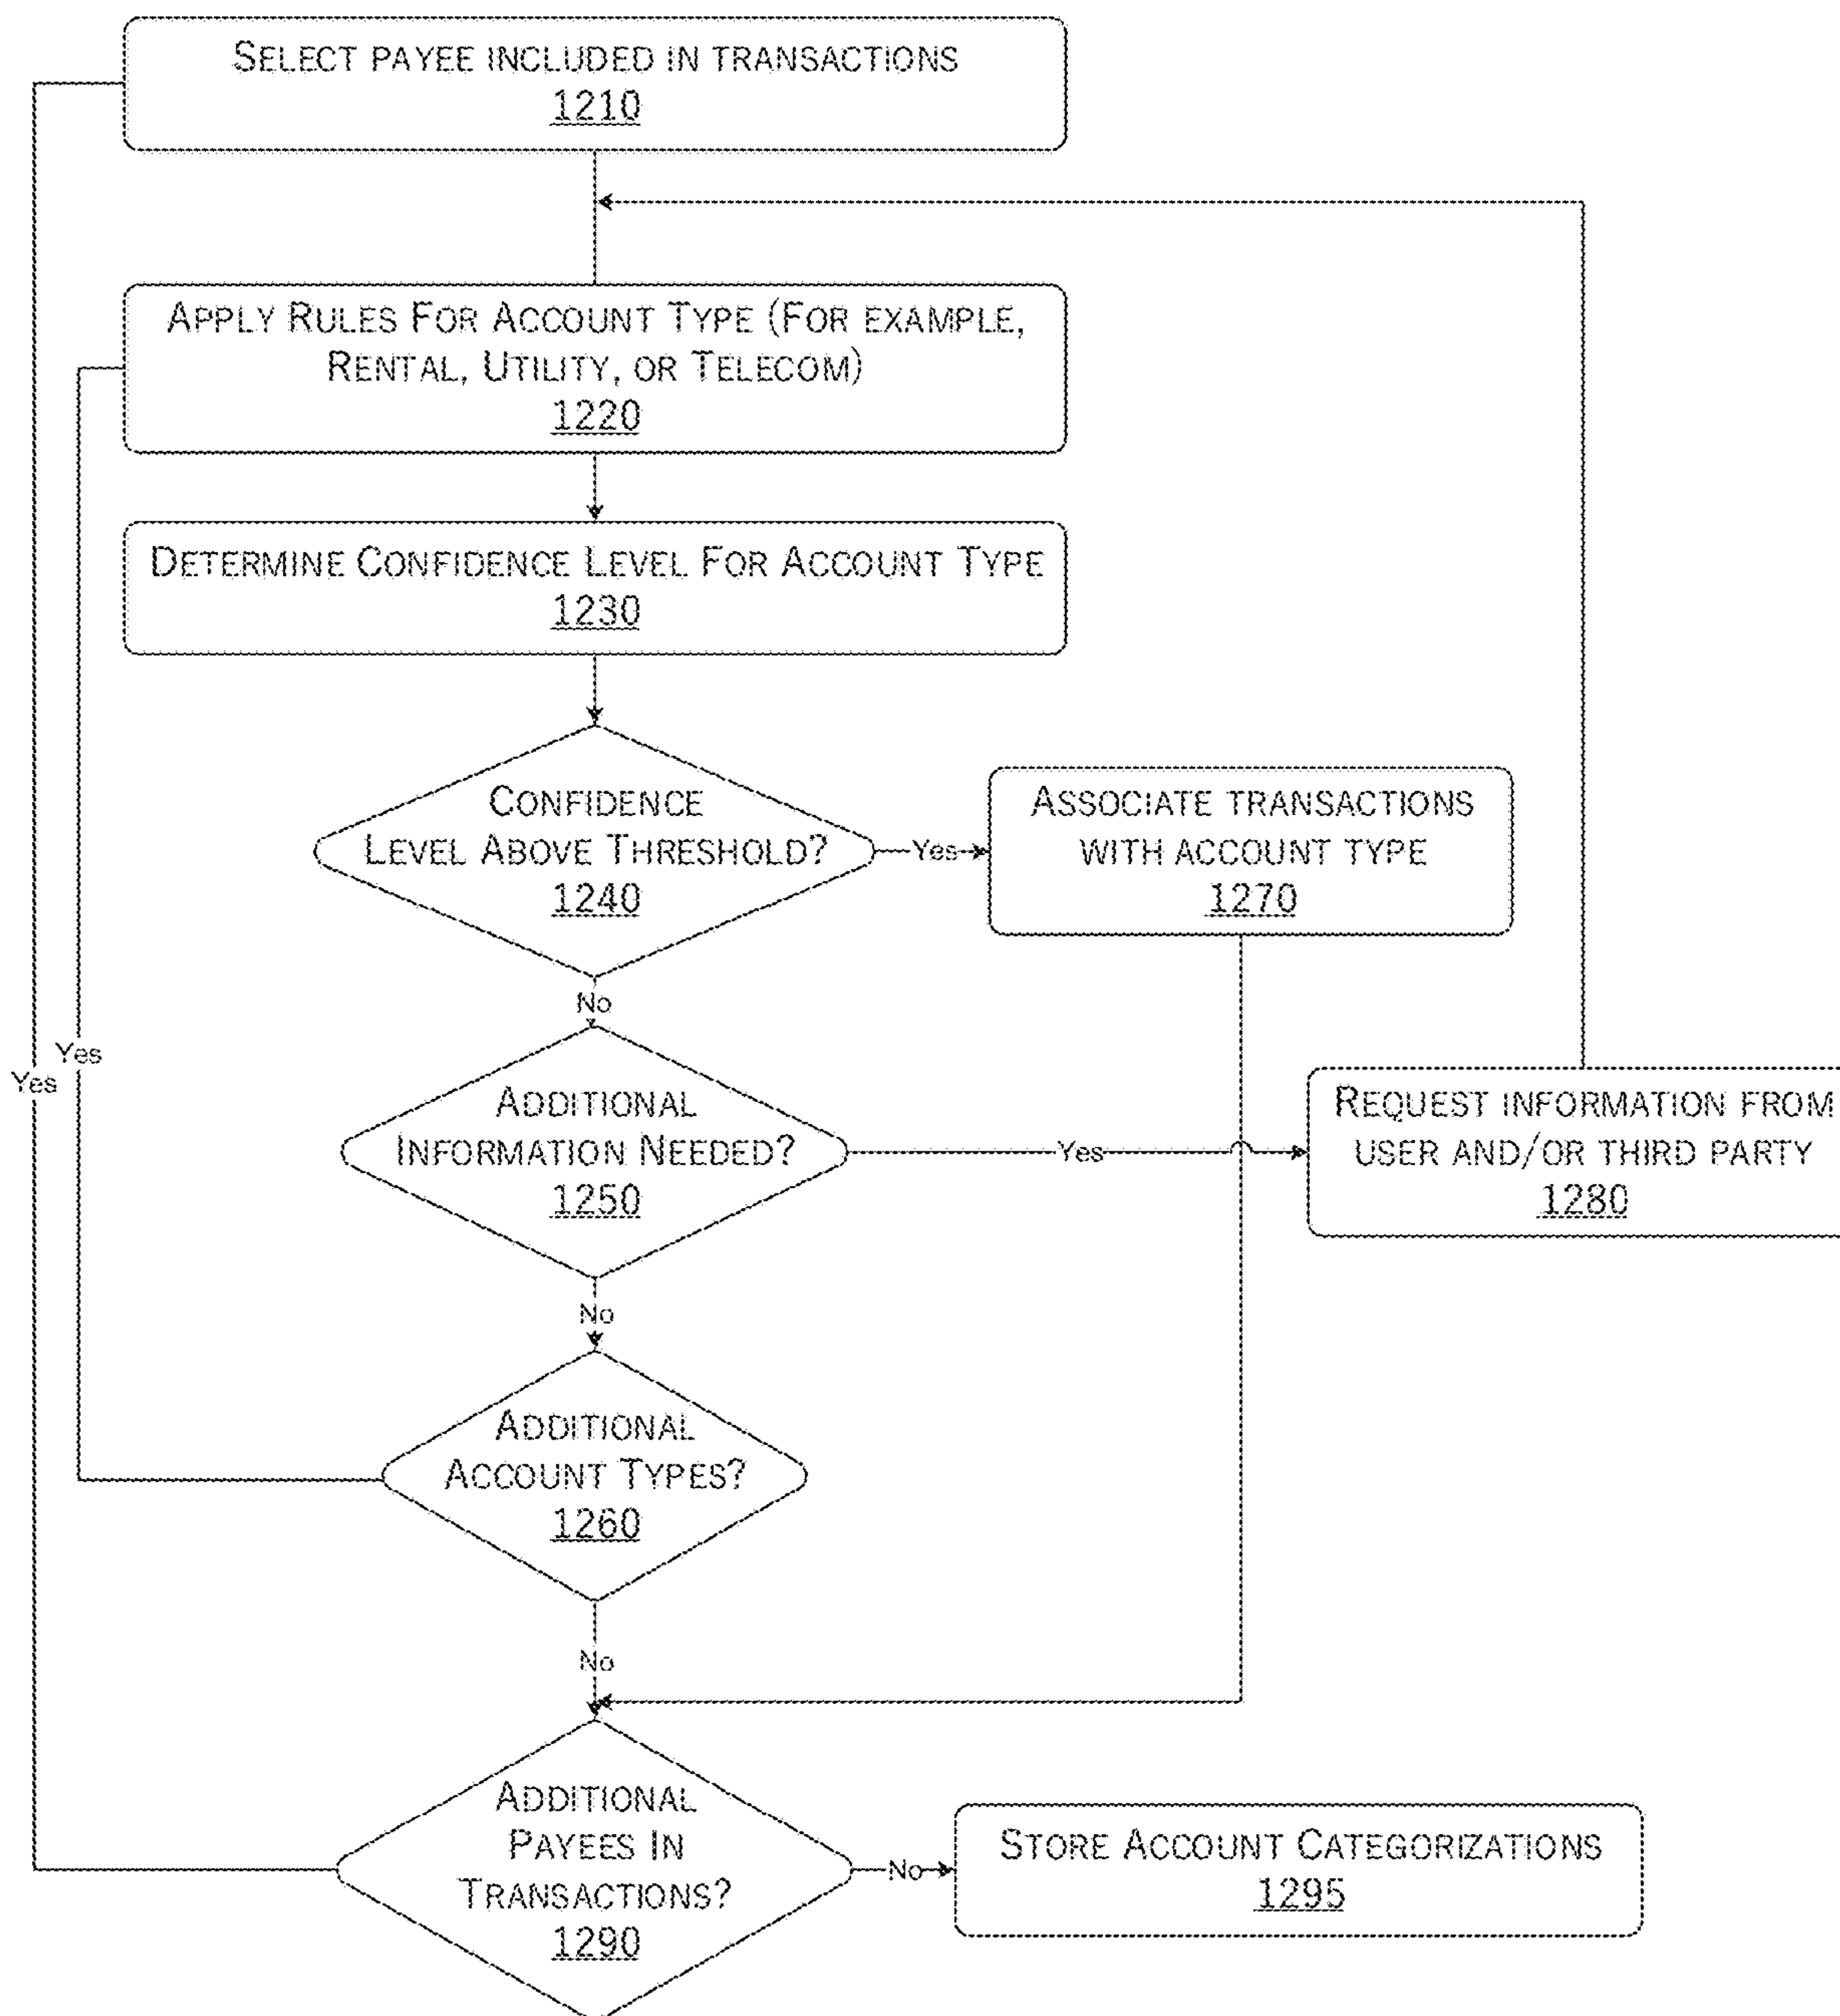 SELECT PAYEE INCLUDED IN TRANSACTIONS
1210
APPLY RULES FOR ACCOUNT TYPE (FOR EXAMPLE,
RENTAL, UTILITY, OR TELECOM)
1220
DETERMINE CONFIDENCE LEVEL FOR ACCOUNT TYPE
1230
CONFIDENCE
LEVEL ABOVE THRESHOLD?
1240
Yes
ASSOCIATE TRANSACTIONS
WITH ACCOUNT TYPE
1270
No
Yes
Yes
ADDITIONAL
INFORMATION NEEDED?
1250
Yes
REQUEST INFORMATION FROM
USER AND/OR THIRD PARTY
1280
No
ADDITIONAL
ACCOUNT TYPES?
1260
No
ADDITIONAL
PAYEES IN
TRANSACTIONS?
1290
No
STORE ACCOUNT CATEGORIZATIONS
1295